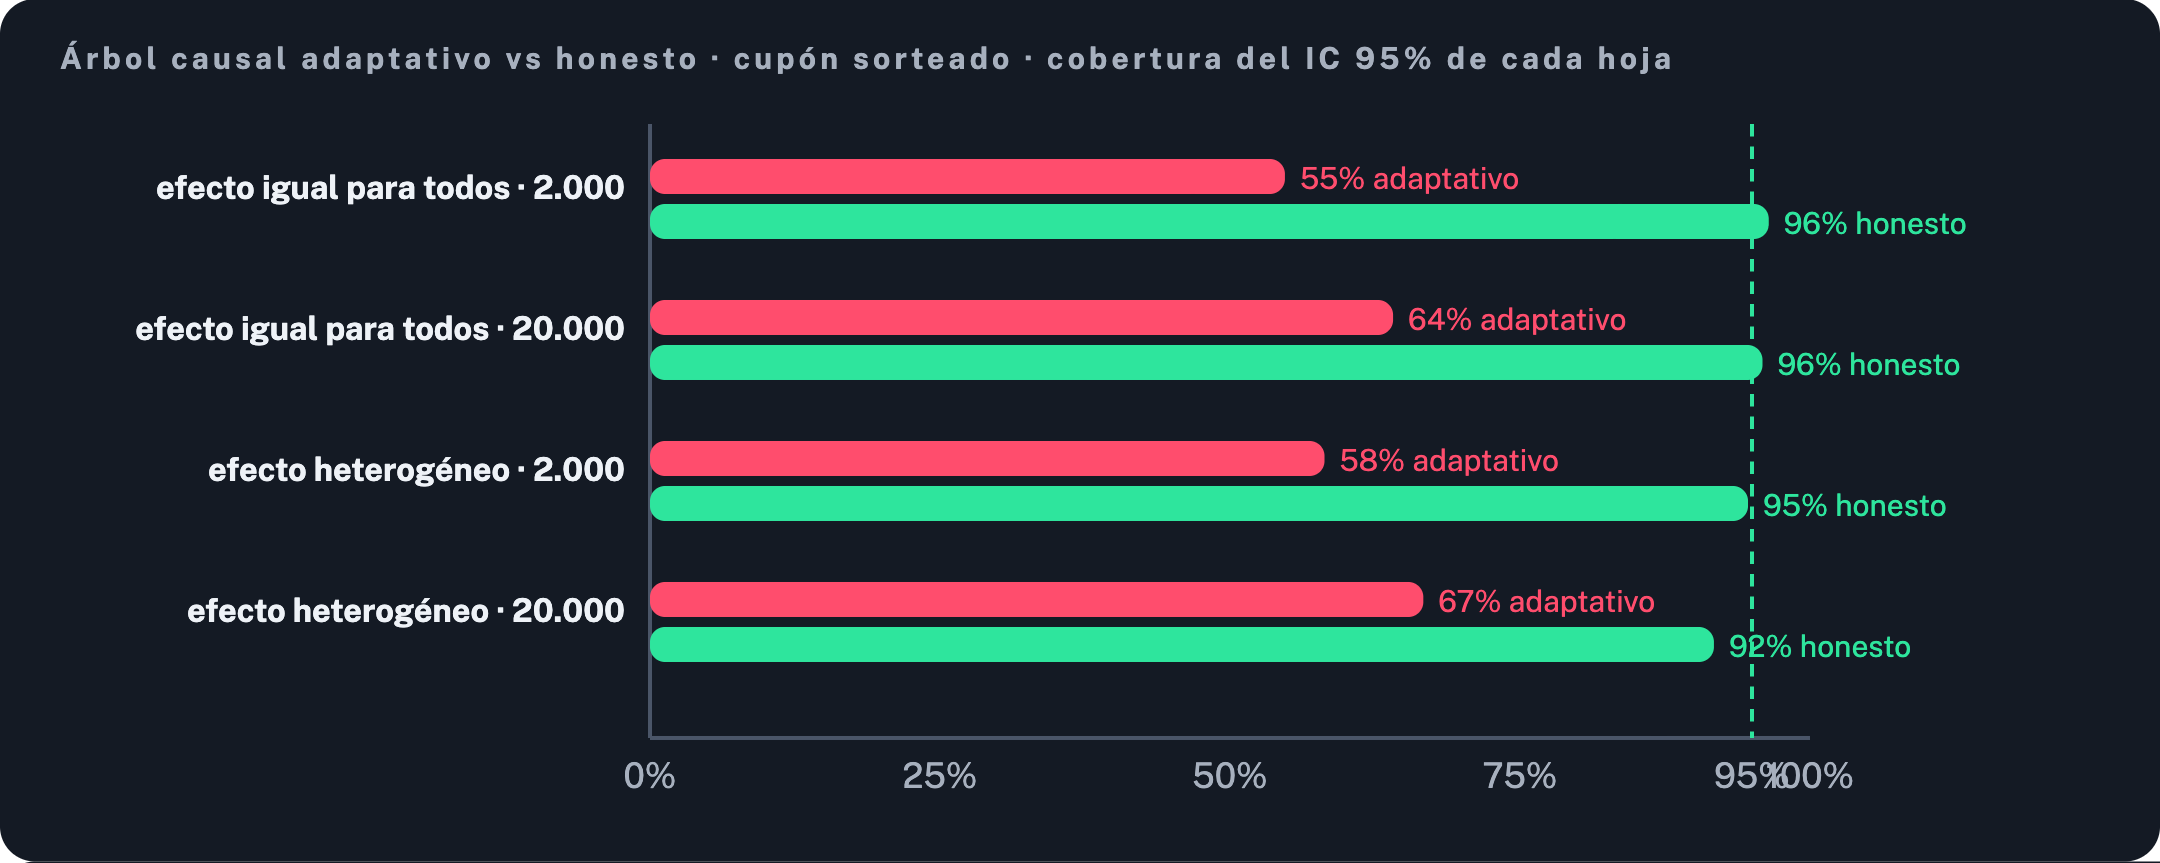 Árbol causal adaptativo vs honesto · cupón sorteado · cobertura del IC 95% de cada hoja
efecto igual para todos · 2.000
55% adaptativo
96% honesto
efecto igual para todos · 20.000
64% adaptativo
96% honesto
efecto heterogéneo · 2.000
58% adaptativo
95% honesto
efecto heterogéneo · 20.000
67% adaptativo
92% honesto
0% 25% 50% 75% 95% 100%